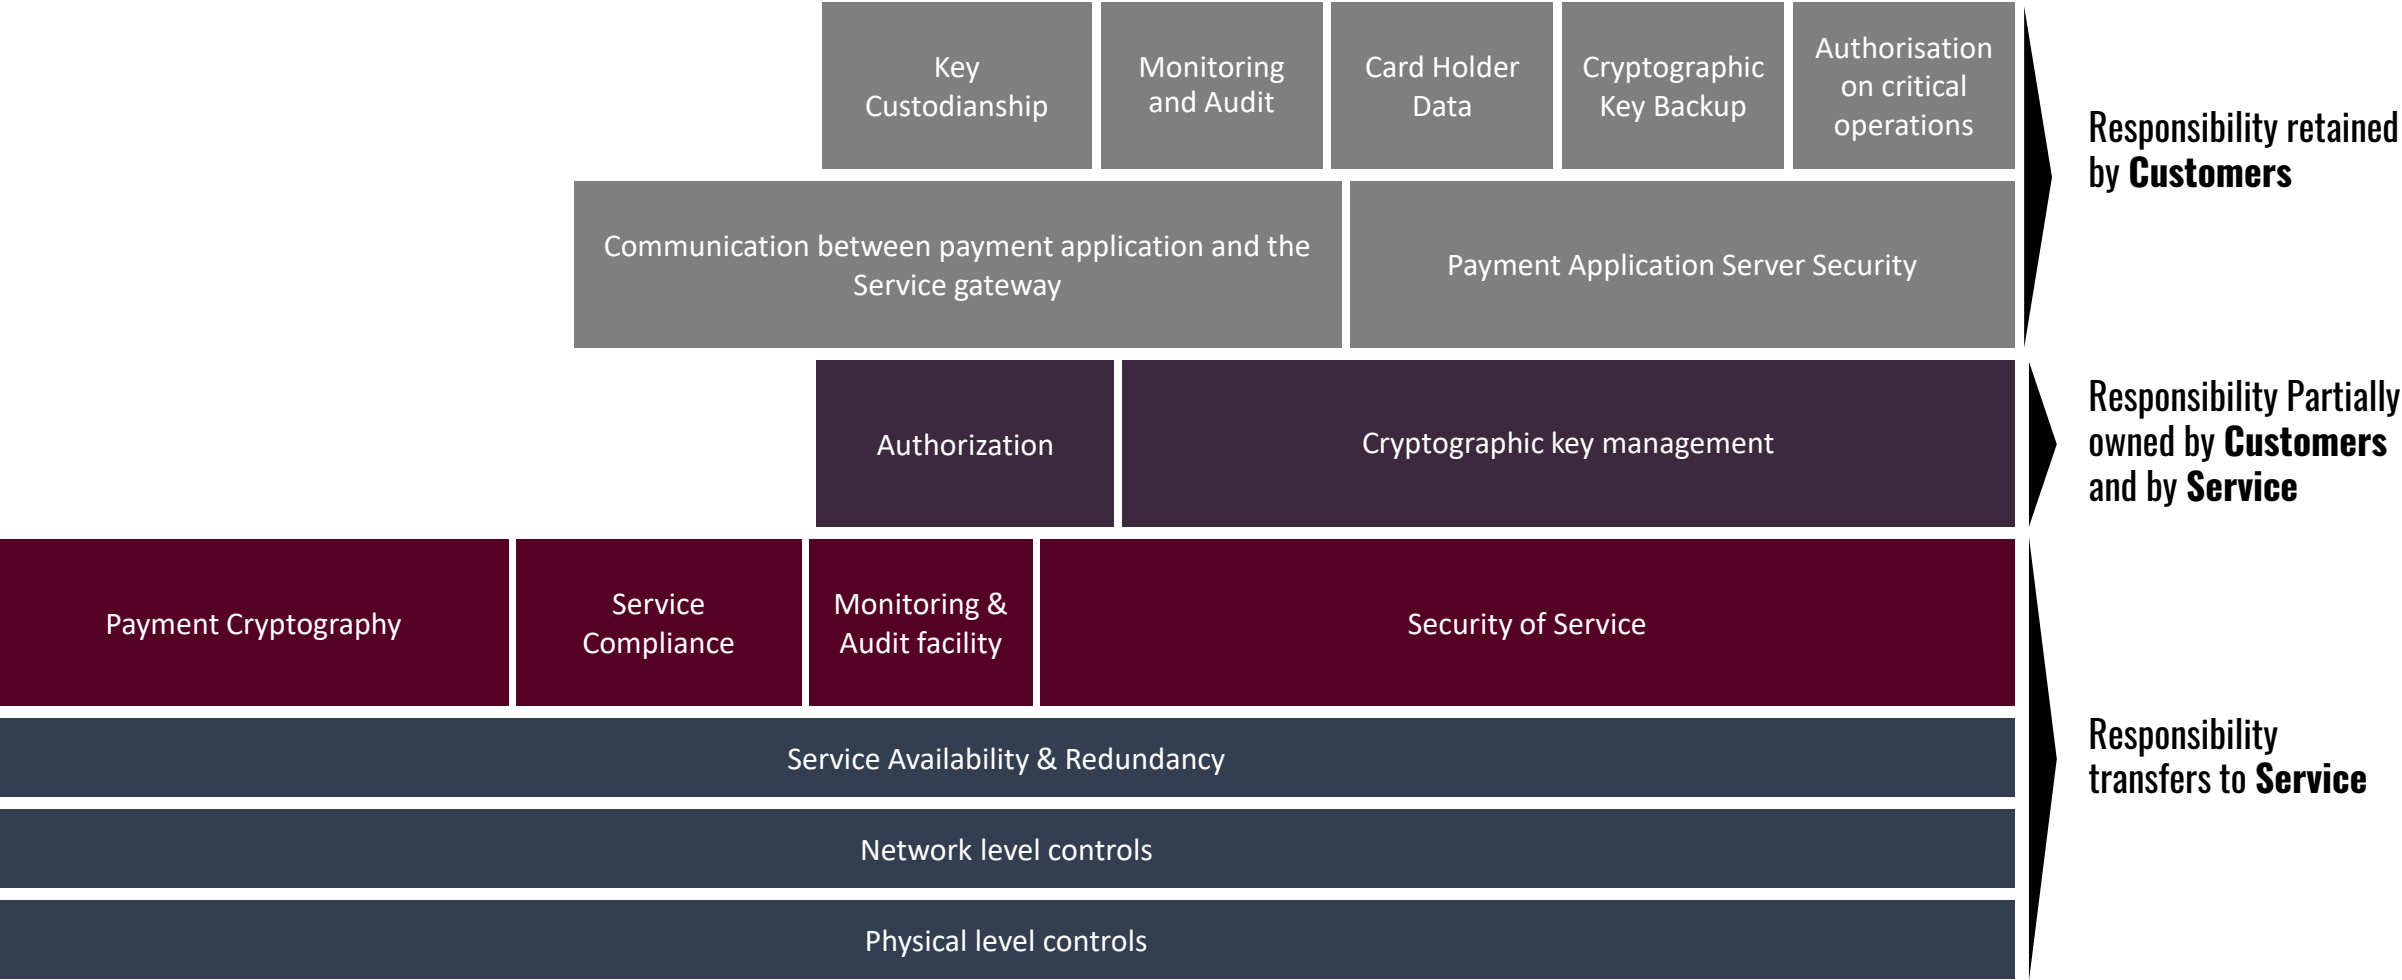 Key
Custodianship
Monitoring
and Audit
Card Holder
Data
Cryptographic
Key Backup
Authorisation
on critical
operations
Responsibility retained
by Customers
Communication between payment application and the
Service gateway
Payment Application Server Security
Authorization
Cryptographic key management
Responsibility Partially
owned by Customers
and by Service
Payment Cryptography
Service
Compliance
Monitoring &
Audit facility
Security of Service
Service Availability & Redundancy
Network level controls
Physical level controls
Responsibility
transfers to Service